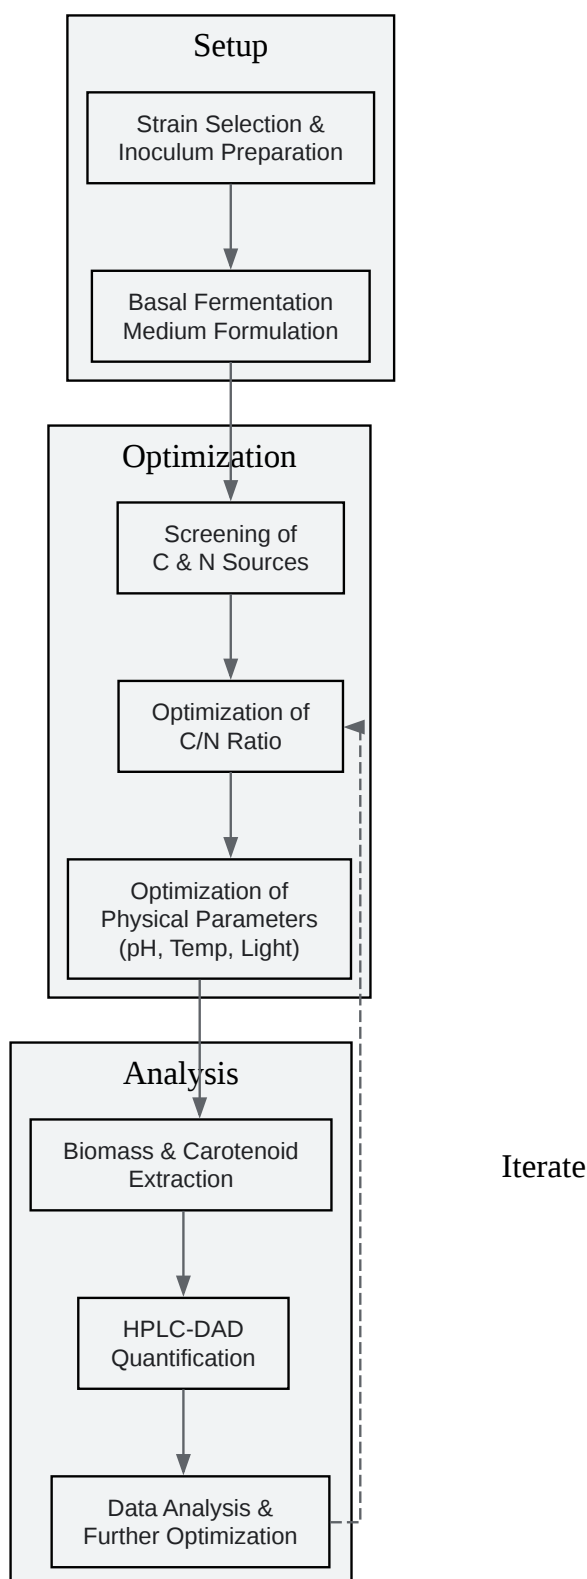 Setup
Strain Selection &
Inoculum Preparation
Basal Fermentation
Medium Formulation
Optimization
Screening of
C & N Sources
Optimization of
C/N Ratio
Optimization of
Physical Parameters
(pH, Temp, Light)
Analysis
Biomass & Carotenoid
Extraction
Iterate
HPLC-DAD
Quantification
Data Analysis &
Further Optimization